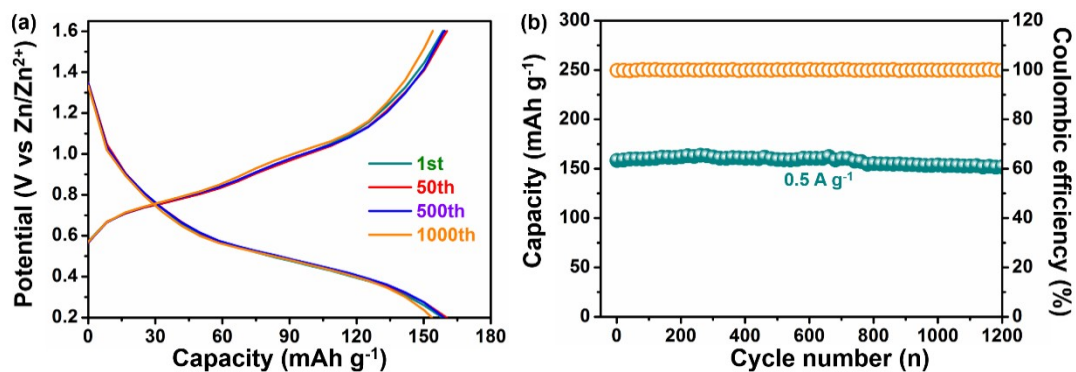 (a)
Potential (V vs Zn/Zn²⁺)
1.6
1.4
1.2
1.0
0.8
0.6
0.4
0.2
1st
50th
500th
1000th
0 30 60 90 120 150 180
Capacity (mAh g⁻¹)
(b)
Capacity (mAh g⁻¹)
300
250
200
150
100
50
0
0.5 A g⁻¹
120
100
80
60
40
20
0
Coulombic efficiency (%)
0 200 400 600 800 1000 1200
Cycle number (n)